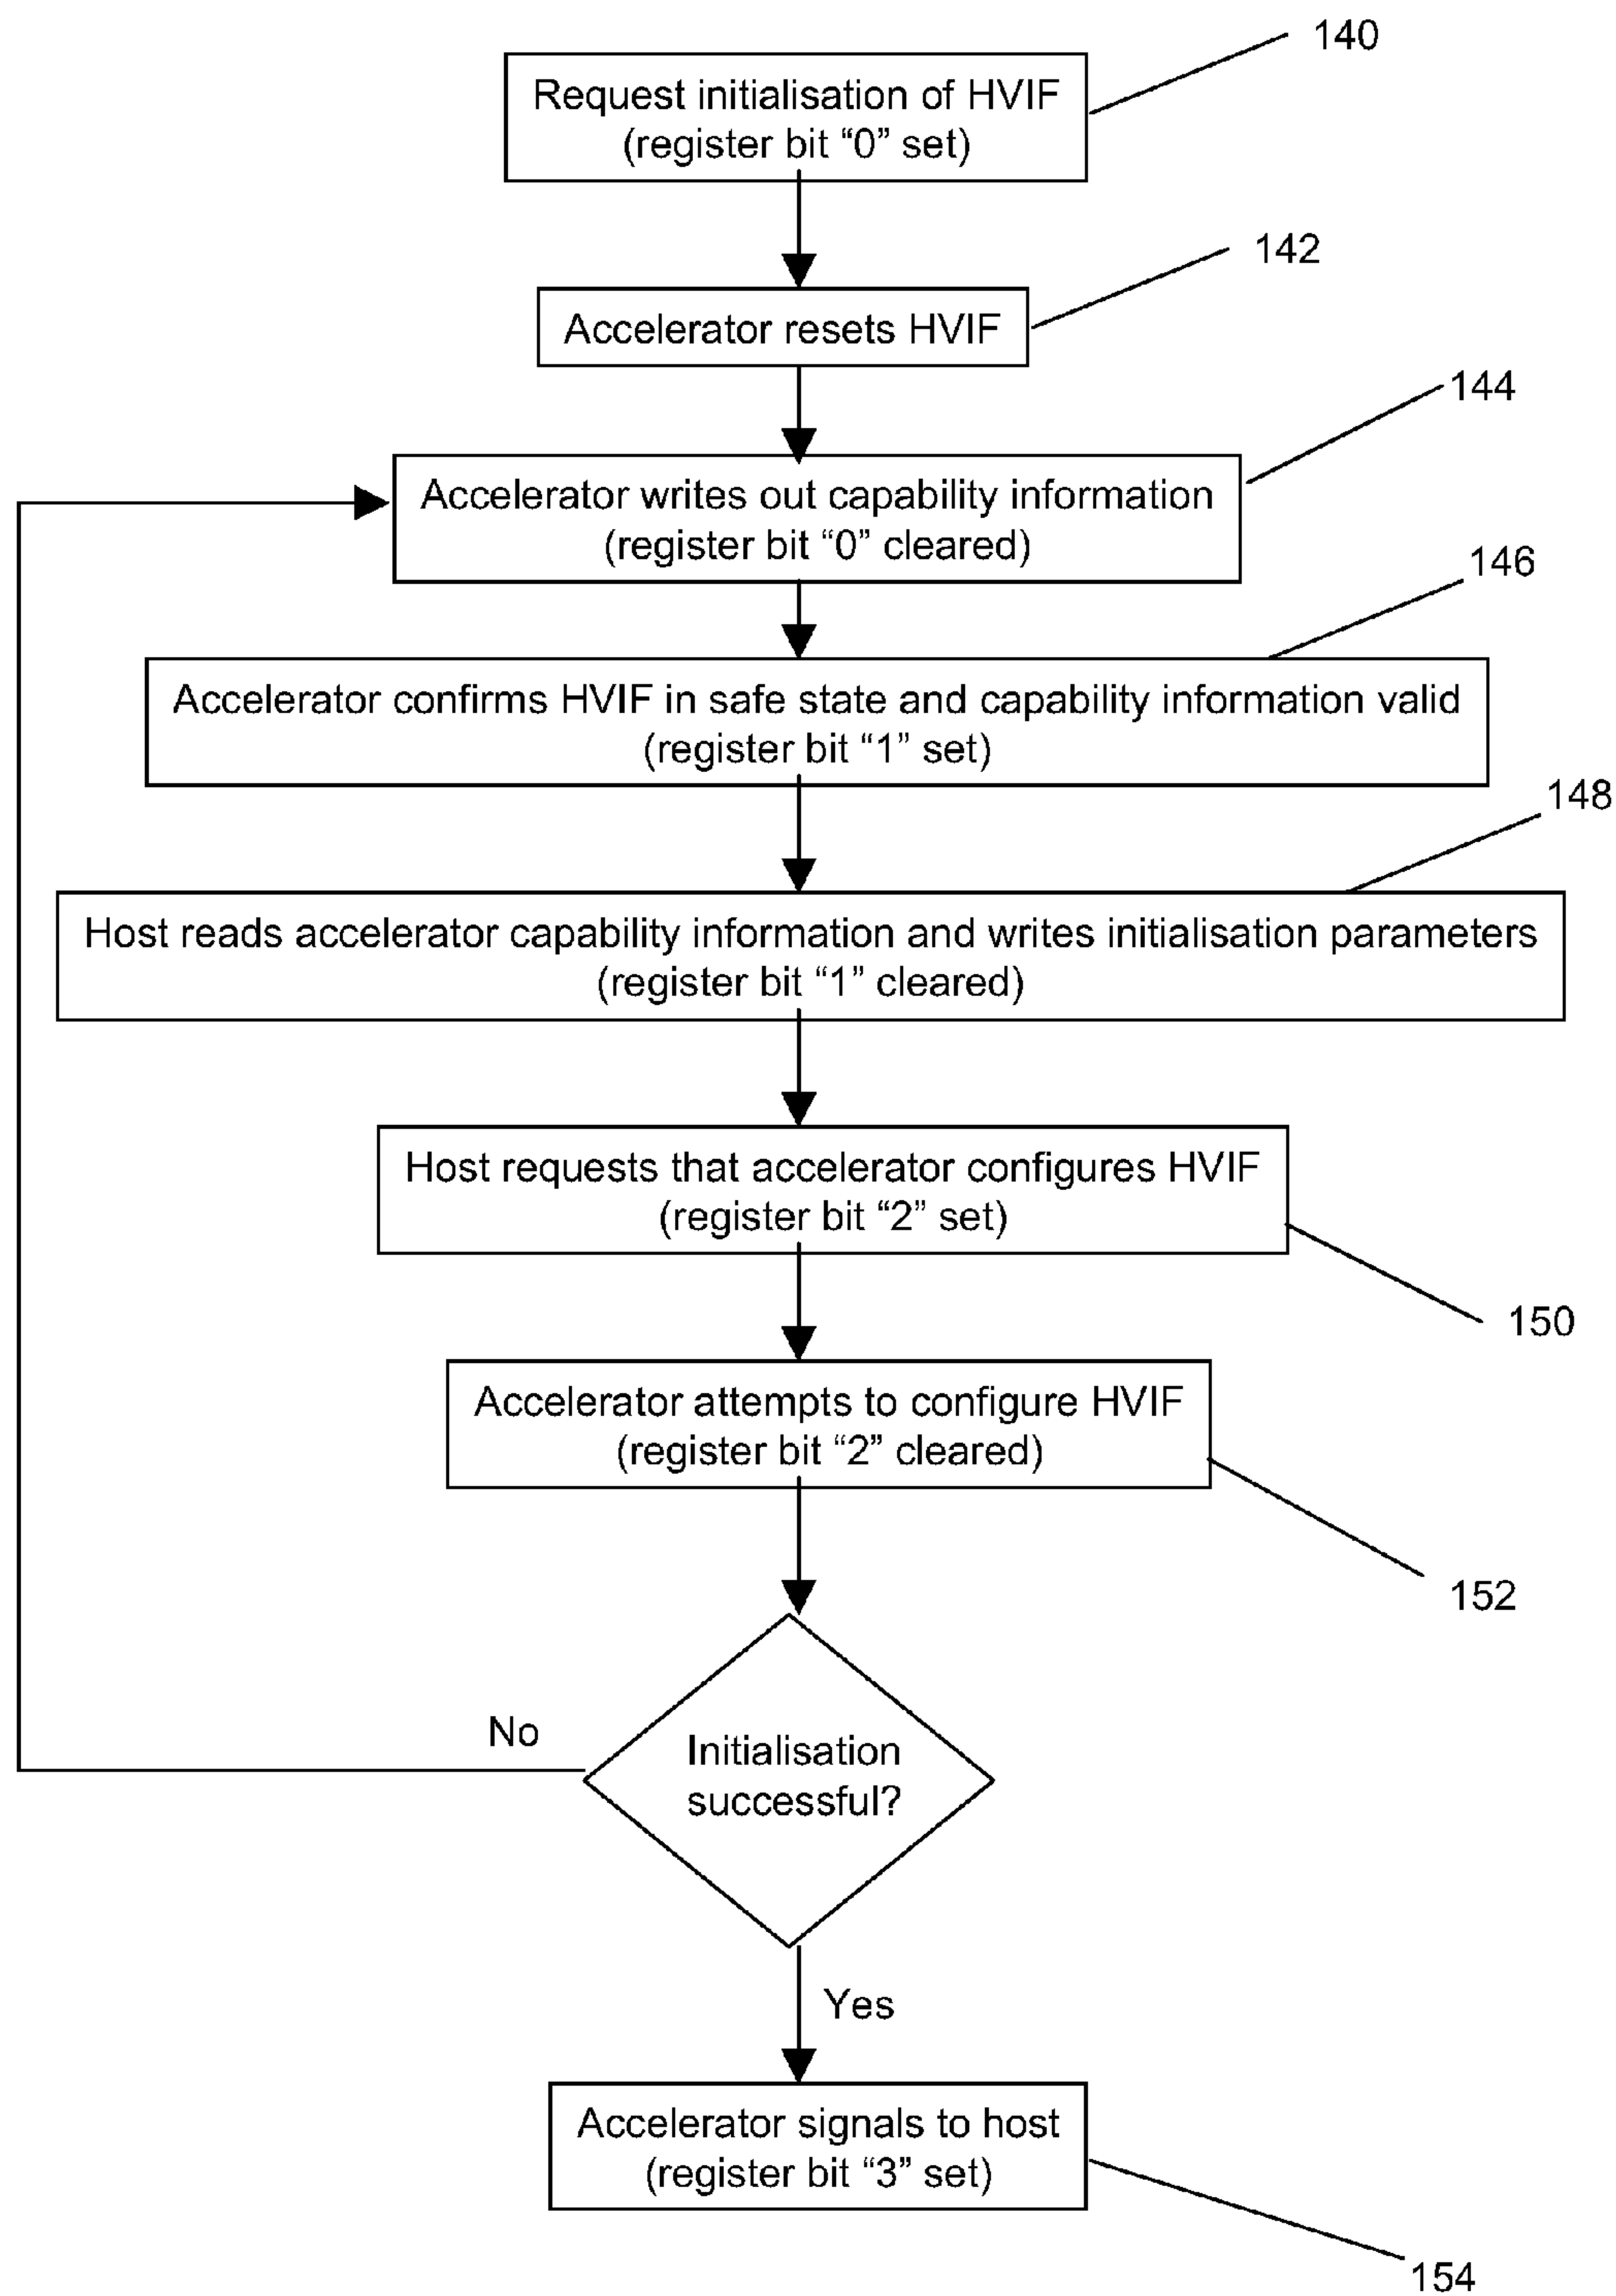 140
Request initialisation of HVIF
(register bit “0” set)
142
Accelerator resets HVIF
144
Accelerator writes out capability information
(register bit “0” cleared)
146
Accelerator confirms HVIF in safe state and capability information valid
(register bit “1” set)
148
Host reads accelerator capability information and writes initialisation parameters
(register bit “1” cleared)
Host requests that accelerator configures HVIF
(register bit “2” set)
150
Accelerator attempts to configure HVIF
(register bit “2” cleared)
152
No
Initialisation
successful?
Yes
Accelerator signals to host
(register bit “3” set)
154